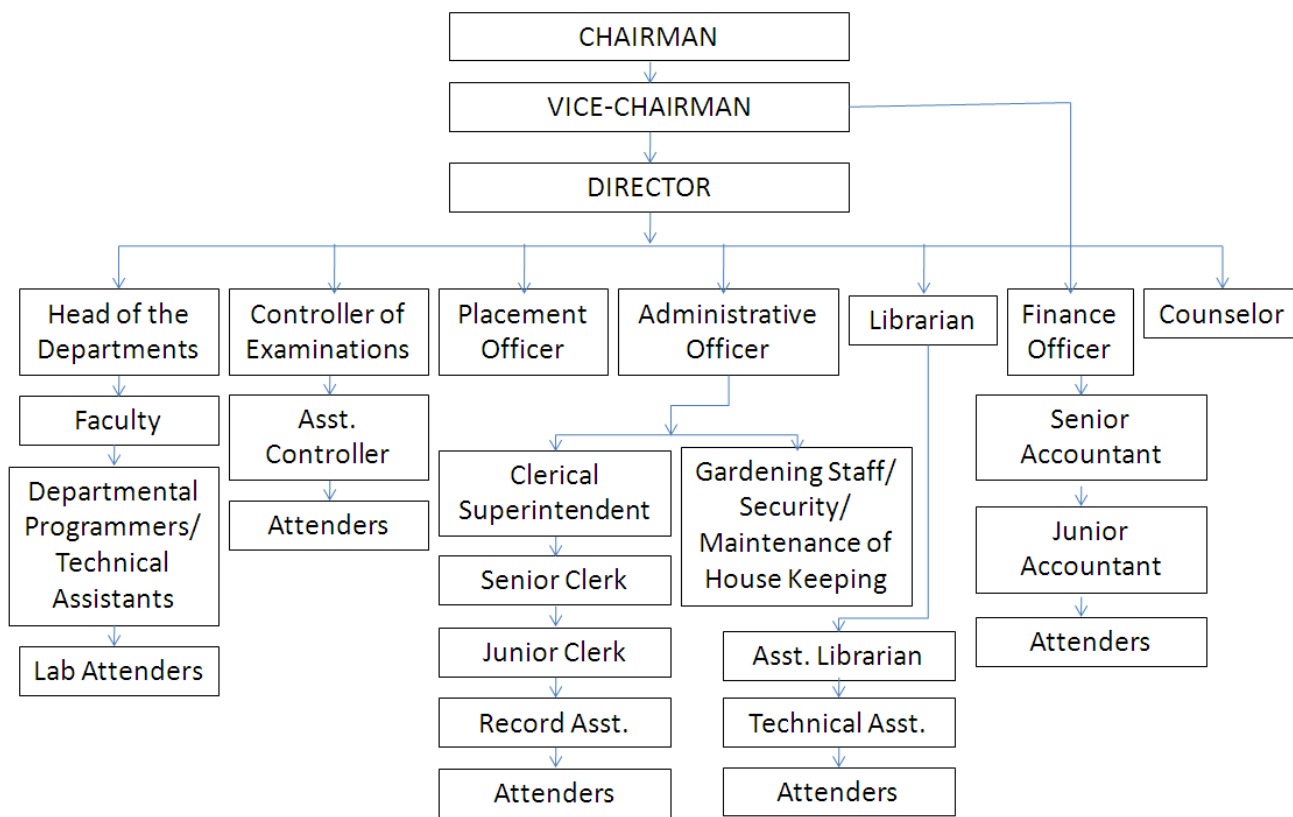 CHAIRMAN
VICE-CHAIRMAN
DIRECTOR
Head of the
Departments
Controller of
Examinations
Placement
Officer
Administrative
Officer
Librarian
Finance
Officer
Counselor
Faculty
Departmental
Programmers/
Technical
Assistants
Lab Attenders
Asst.
Controller
Attenders
Clerical
Superintendent
Senior Clerk
Junior Clerk
Record Asst.
Attenders
Gardening Staff/
Security/
Maintenance of
House Keeping
Asst. Librarian
Technical Asst.
Attenders
Senior
Accountant
Junior
Accountant
Attenders